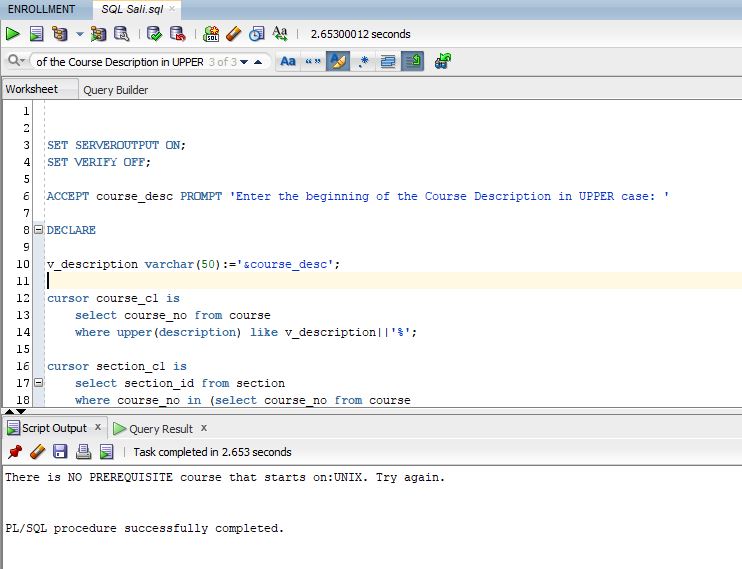 ENROLLMENT SQL Sali.sql ×
SQL Aa 2.65300012 seconds
of the Course Description in UPPER 3 of 3 Aa “” .*
Worksheet Query Builder
1
2
3 SET SERVEROUTPUT ON;
4 SET VERIFY OFF;
5
6 ACCEPT course_desc PROMPT 'Enter the beginning of the Course Description in UPPER case: '
7
8 DECLARE
9
10 v_description varchar(50):='&course_desc';
11
12 cursor course_c1 is
13 select course_no from course
14 where upper(description) like v_description||'%';
15
16 cursor section_c1 is
17 select section_id from section
18 where course_no in (select course_no from course
Script Output × Query Result ×
Task completed in 2.653 seconds
There is NO PREREQUISITE course that starts on:UNIX. Try again.
PL/SQL procedure successfully completed.